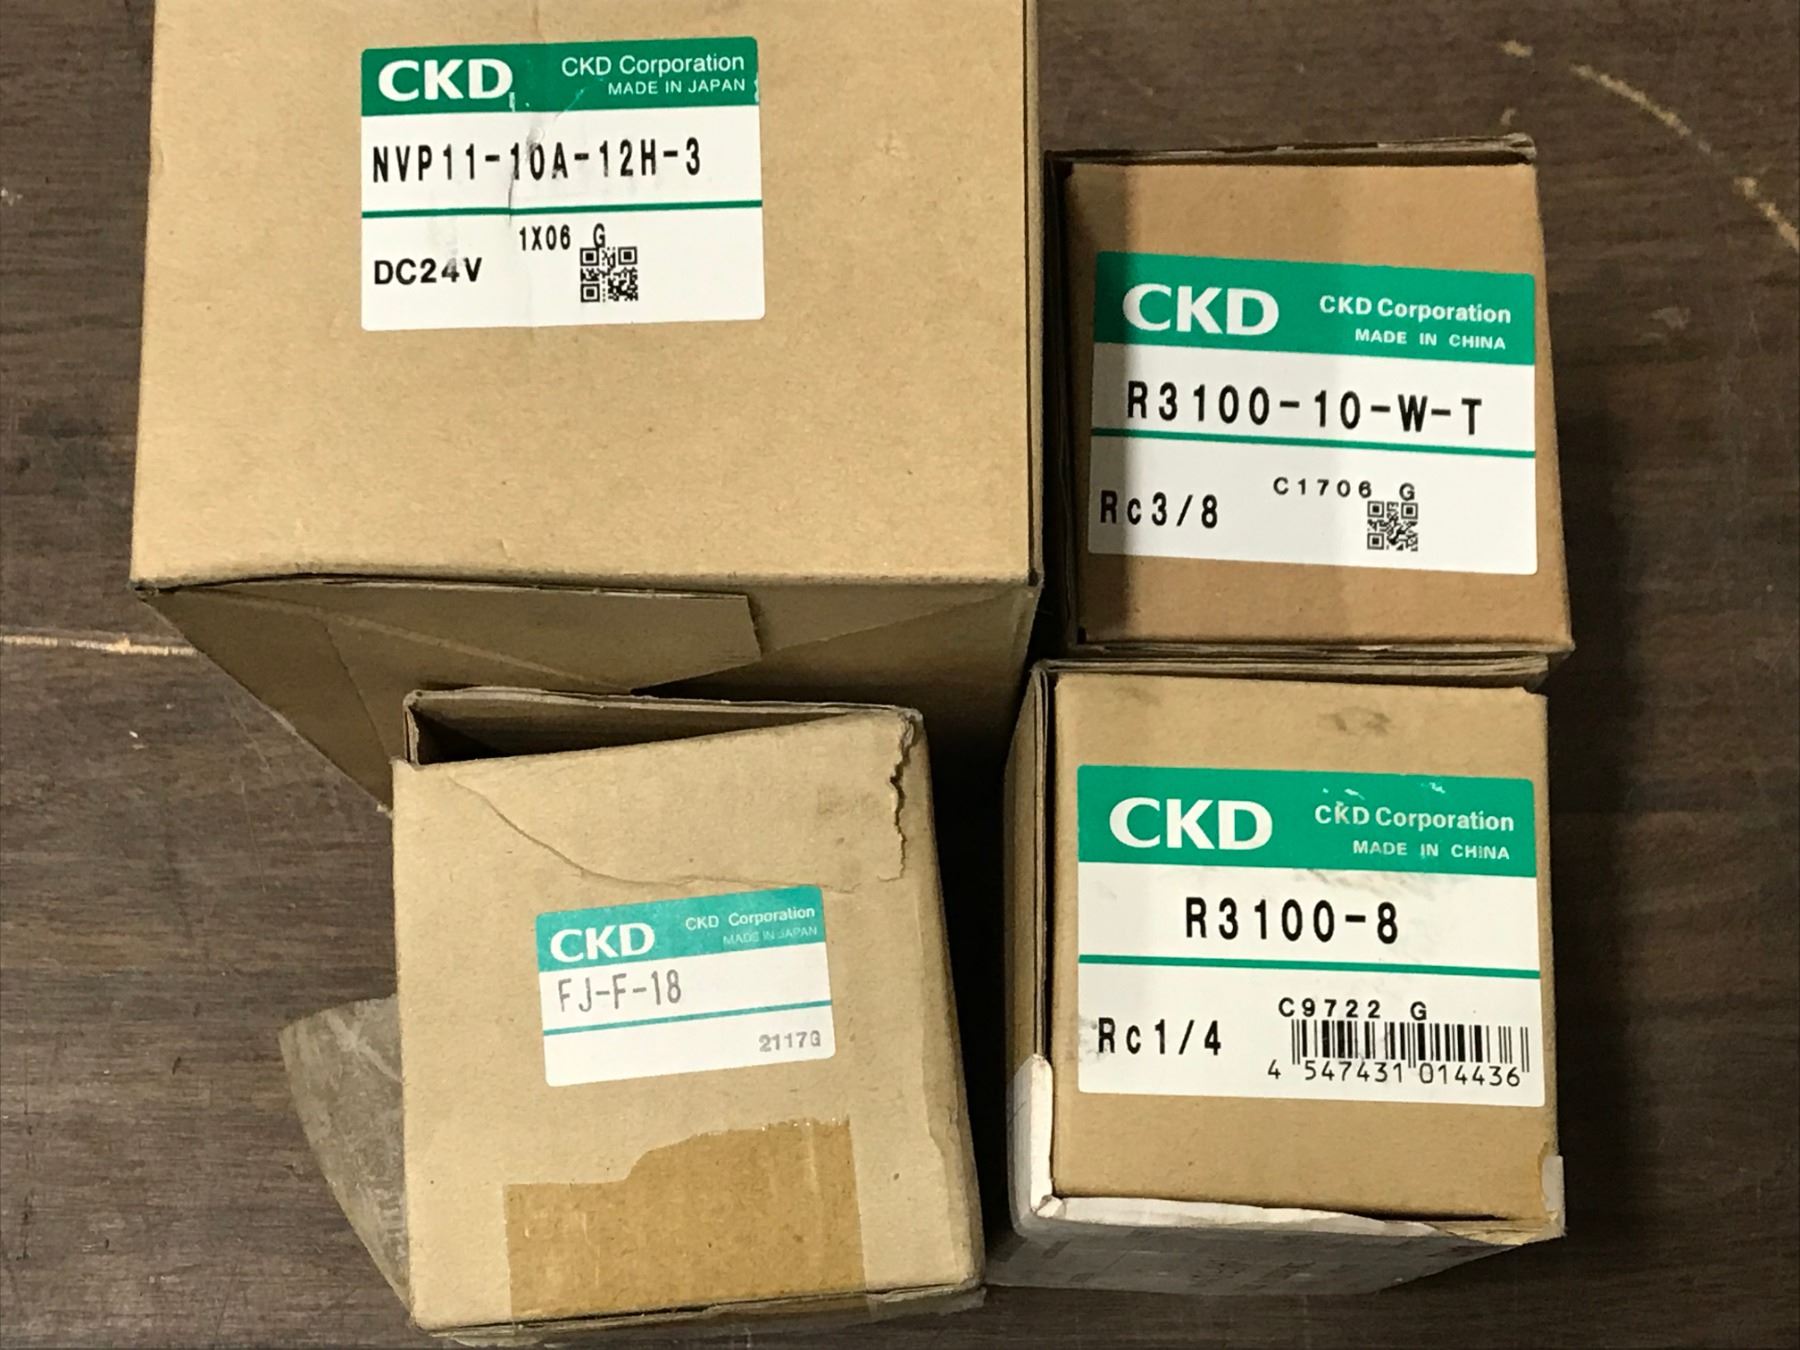 CKD CKD Corporation
MADE IN JAPAN
NVP11-10A-12H-3
1X06 G
DC24V
CKD CKD Corporation
MADE IN CHINA
R3100-10-W-T
C1706 G
Rc3/8
CKD CKD Corporation
MADE IN JAPAN
FJ-F-18
2117G
CKD CKD Corporation
MADE IN CHINA
R3100-8
C9722 G
Rc1/4
4 547431 014436